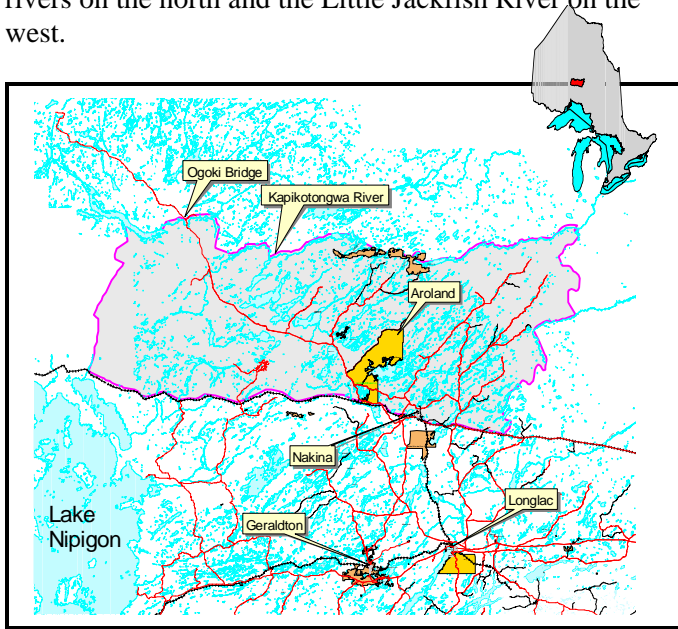 rivers on the north and the Little Jackfish River on the
west.
Ogoki Bridge
Kapikotongwa River
Aroland
Nakina
Longlac
Geraldton
Lake
Nipigon